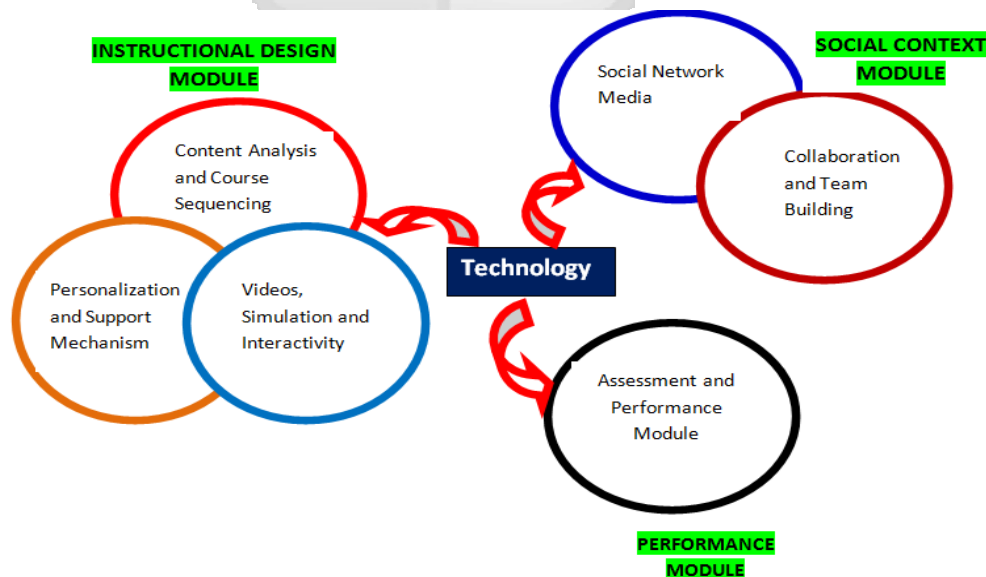 INSTRUCTIONAL DESIGN
MODULE
Content Analysis
and Course
Sequencing
Personalization
and Support
Mechanism
Videos,
Simulation and
Interactivity
Technology
SOCIAL CONTEXT
MODULE
Social Network
Media
Collaboration
and Team
Building
Assessment and
Performance
Module
PERFORMANCE
MODULE